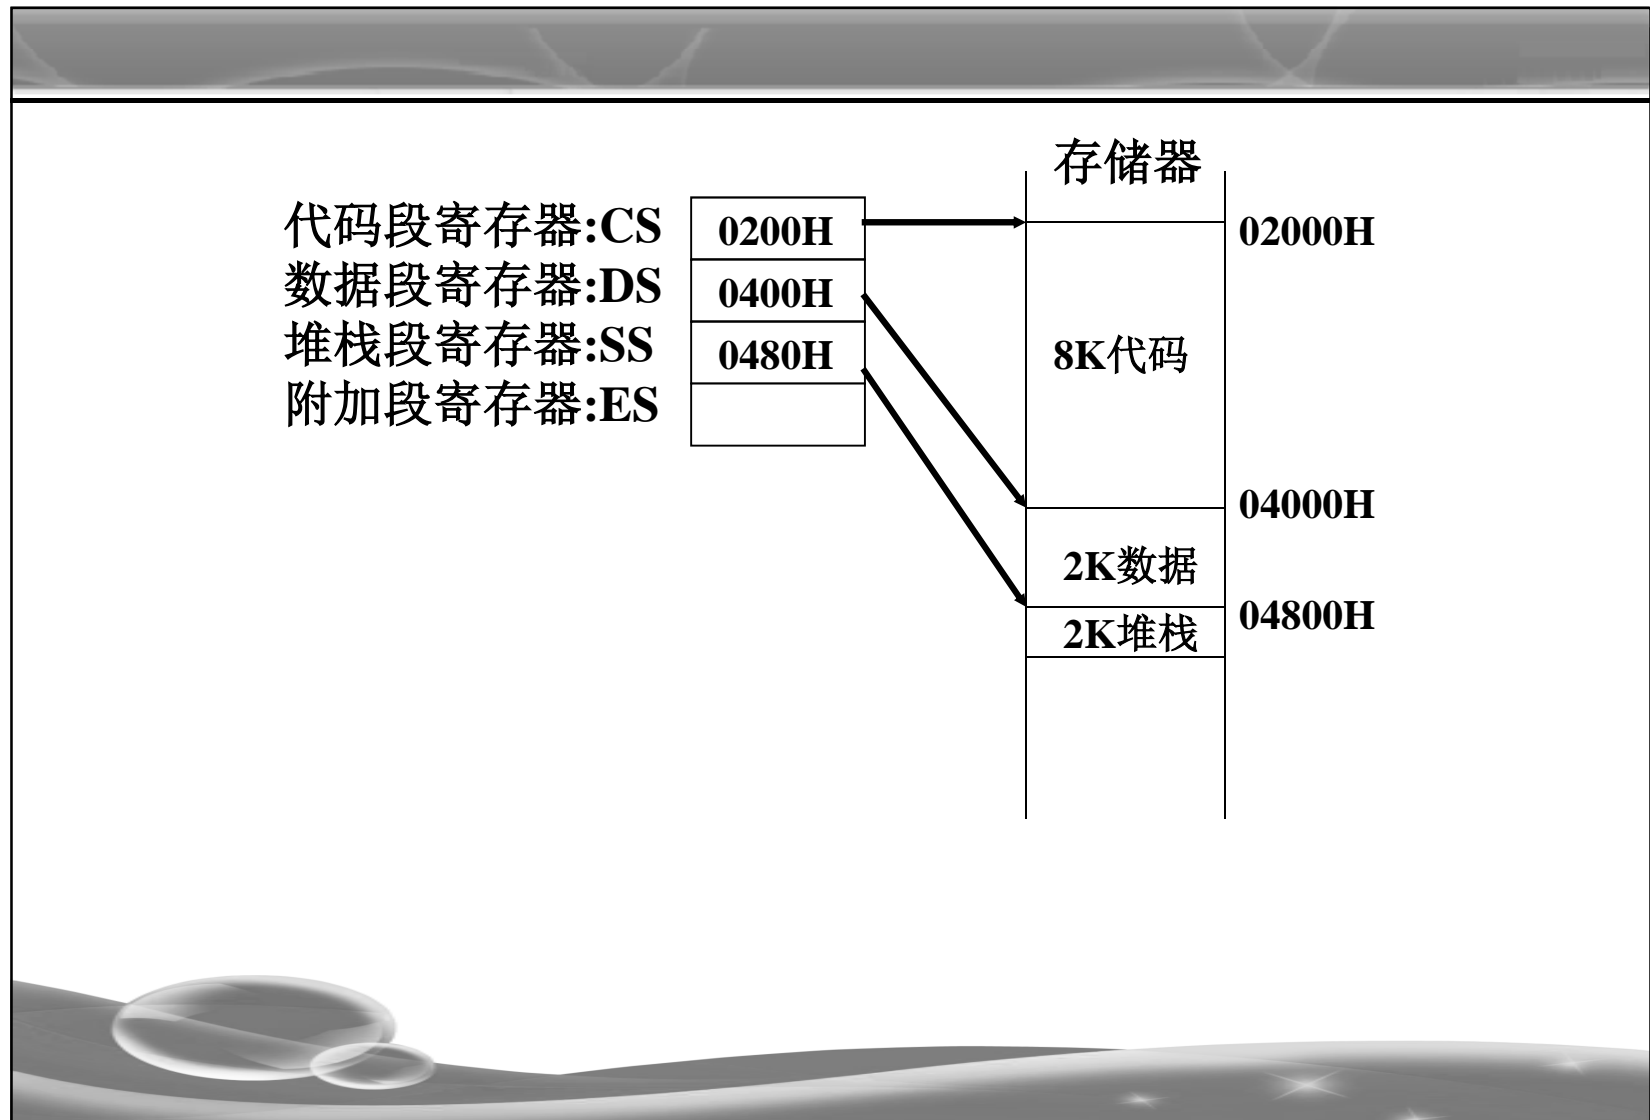 存储器
代码段寄存器:CS 0200H 02000H
数据段寄存器:DS 0400H
堆栈段寄存器:SS 0480H 8K代码
附加段寄存器:ES
04000H
2K数据
04800H
2K堆栈